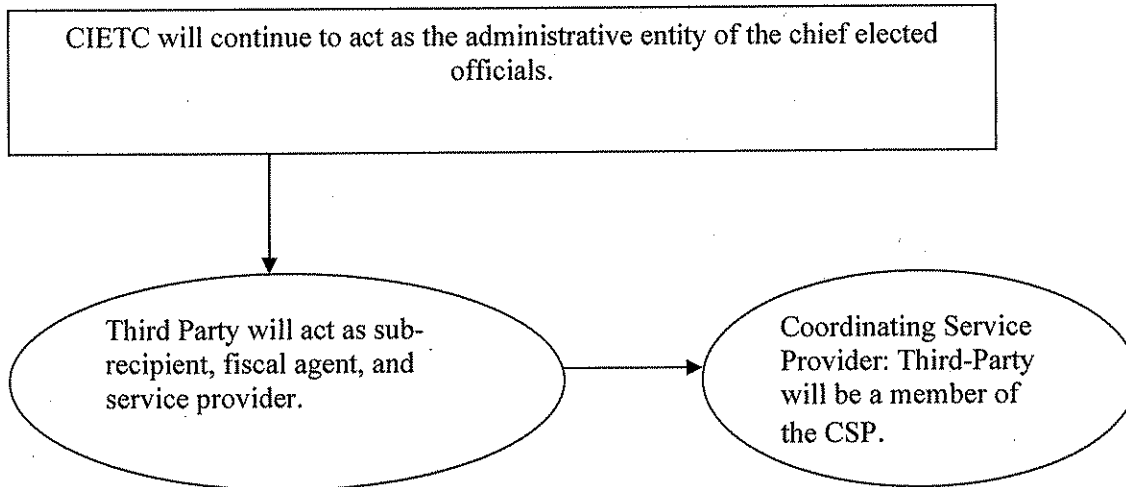 CIETC will continue to act as the administrative entity of the chief elected
officials.
Third Party will act as sub-
recipient, fiscal agent, and
service provider.
Coordinating Service
Provider: Third-Party
will be a member of
the CSP.